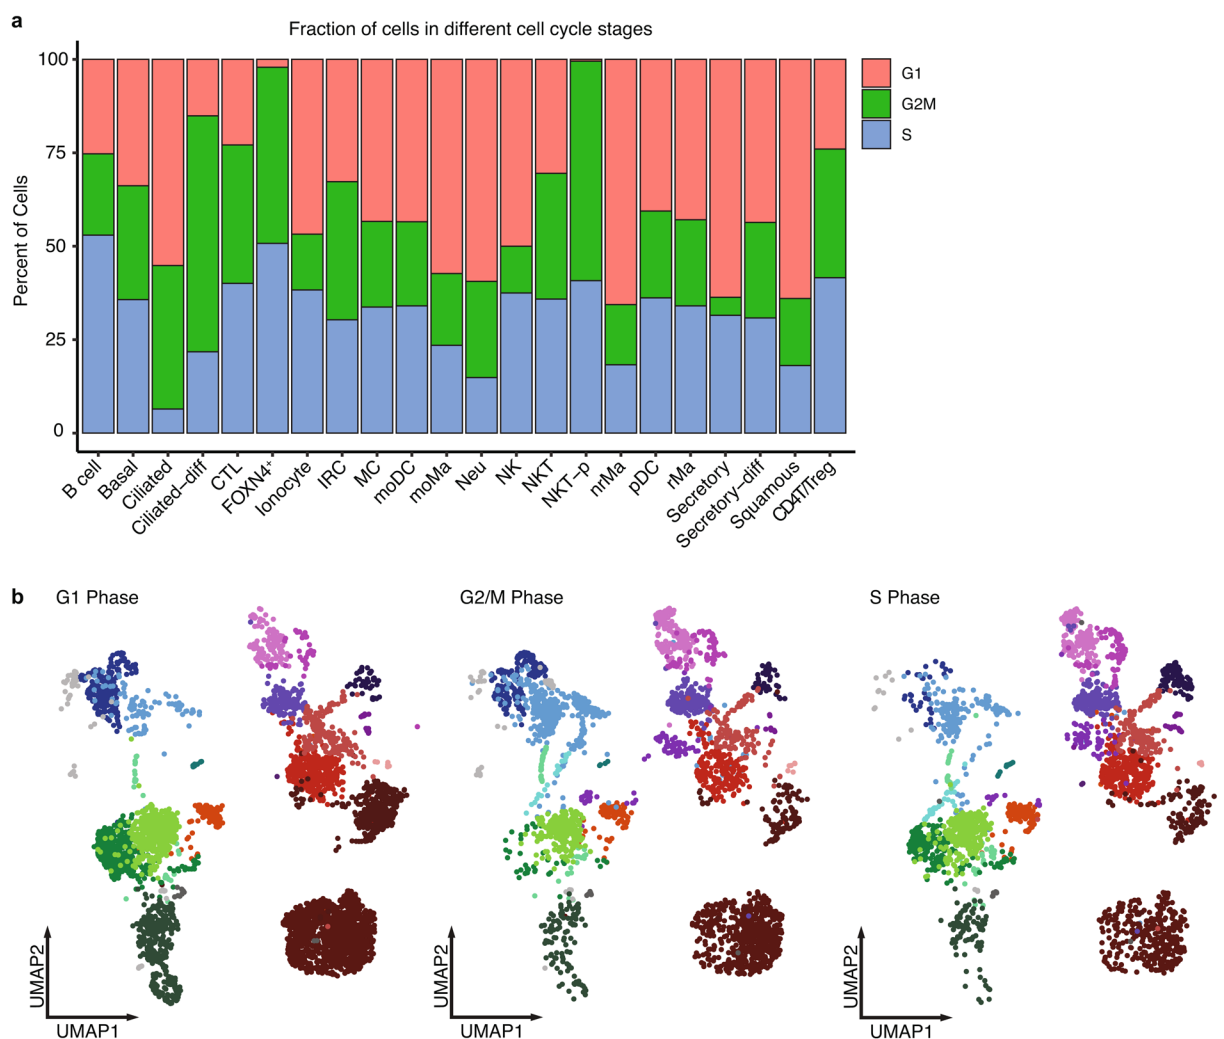 a
Fraction of cells in different cell cycle stages
Percent of Cells
100
75
50
25
0
G1
G2M
S
B cell
Basal
Ciliated
Ciliated–diff
CTL
FOXN4⁺
Ionocyte
IRC
MC
moDC
moMa
Neu
NK
NKT
NKT–p
nrMa
pDC
rMa
Secretory
Secretory–diff
Squamous
CD4T/Treg
b
G1 Phase
G2/M Phase
S Phase
UMAP2
UMAP1
UMAP2
UMAP1
UMAP2
UMAP1